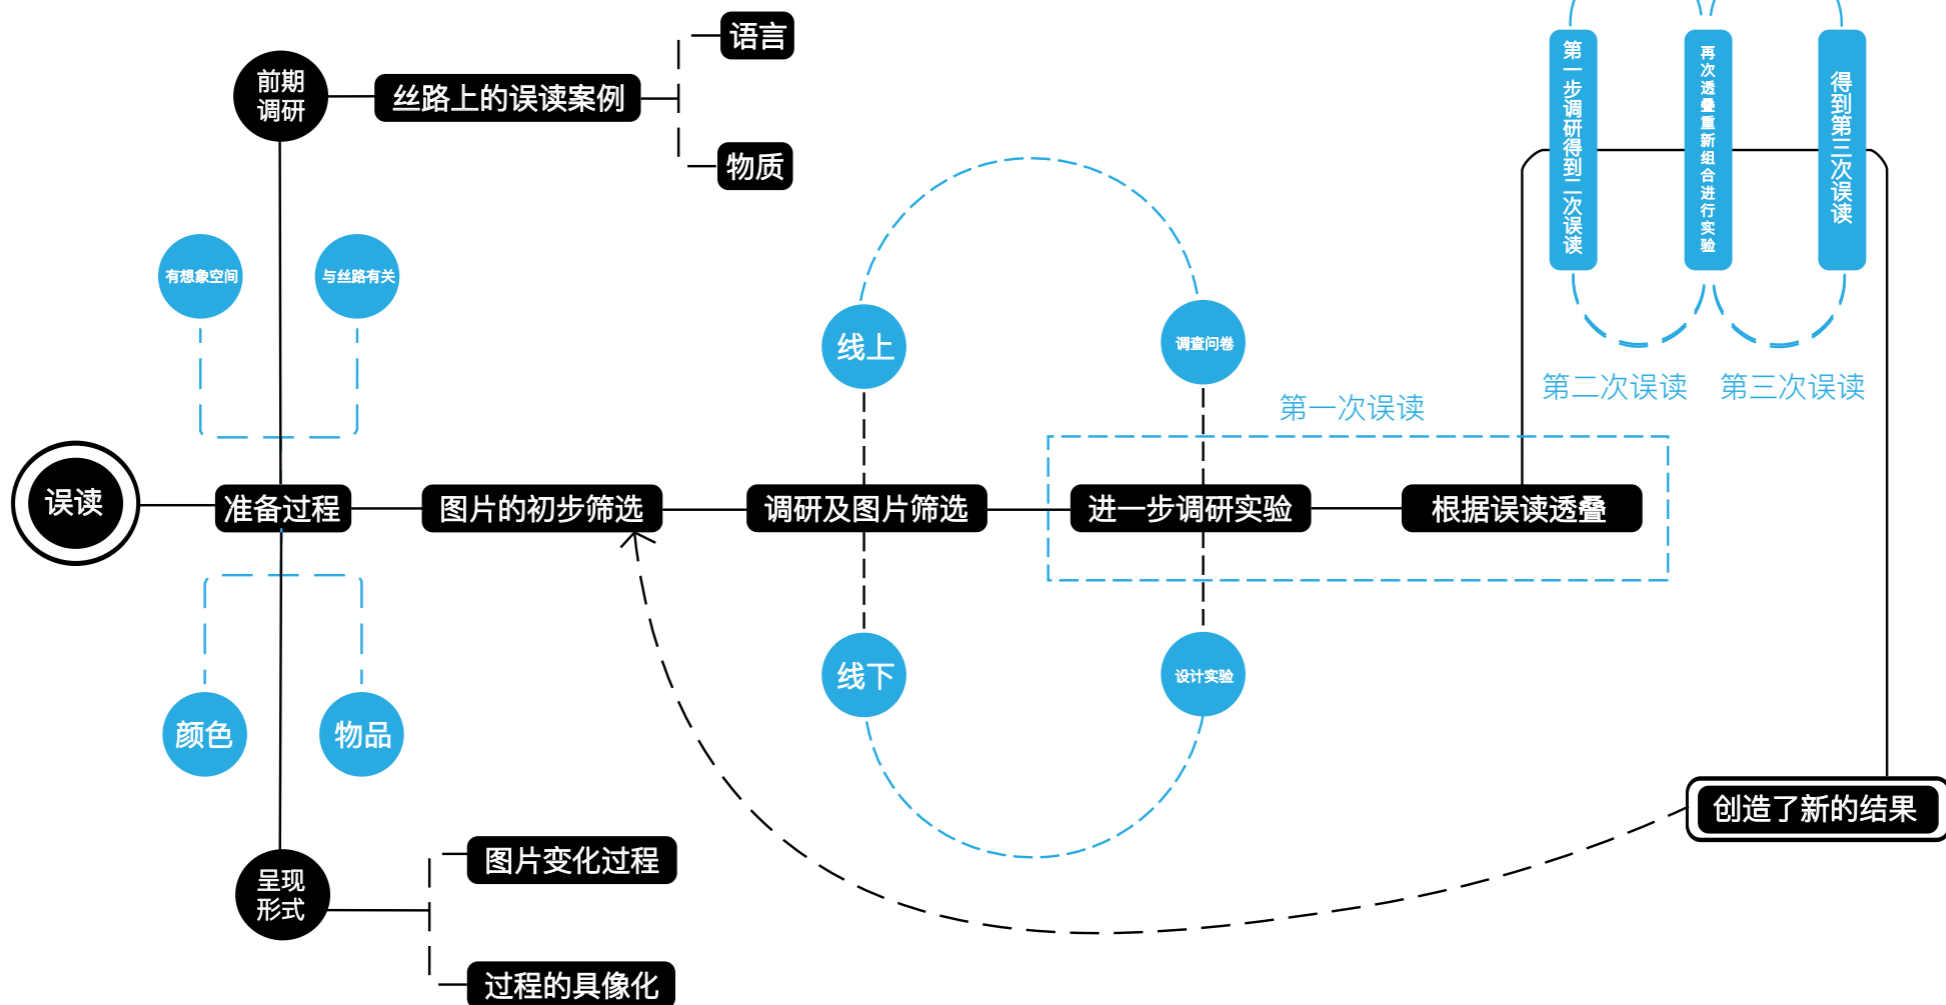 语言
前期
调研
丝路上的误读案例
物质
第一步调研得到二次误读
再次透叠重新组合进行实验
得到第三次误读
有想象空间
与丝路有关
线上
调查问卷
第一次误读
第二次误读
第三次误读
误读
准备过程
图片的初步筛选
调研及图片筛选
进一步调研实验
根据误读透叠
线下
设计实验
颜色
物品
创造了新的结果
图片变化过程
呈现
形式
过程的具像化